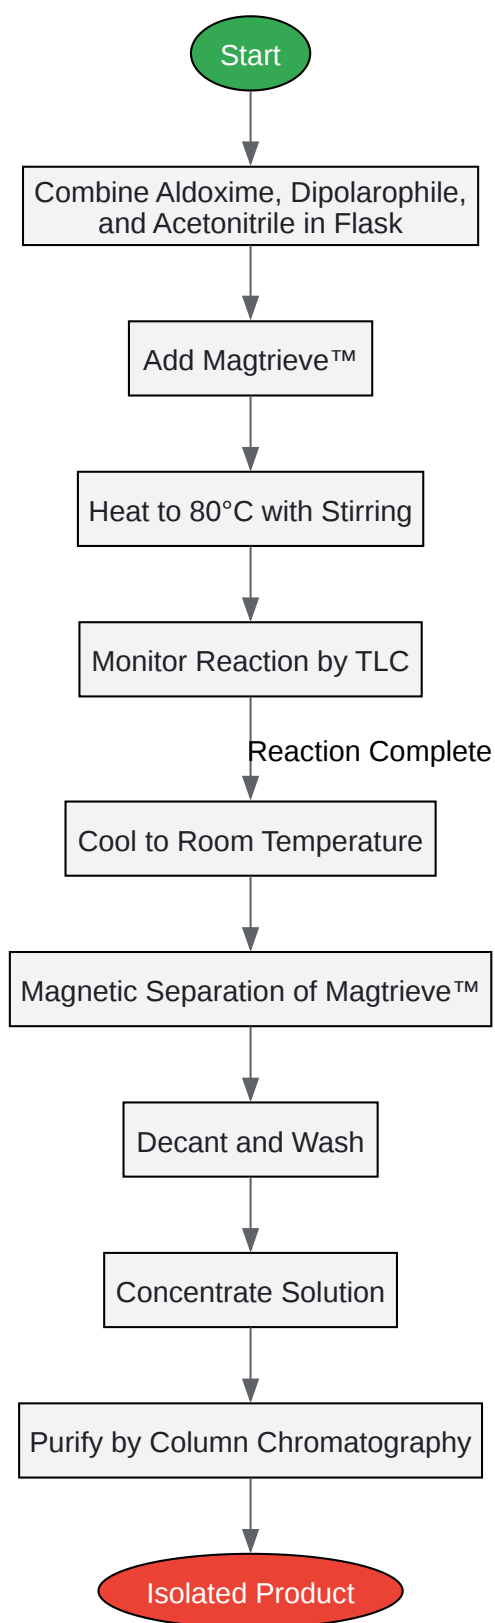 Start
Combine Aldoxime, Dipolarophile,
and Acetonitrile in Flask
Add Magtrieve™
Heat to 80°C with Stirring
Monitor Reaction by TLC
Reaction Complete
Cool to Room Temperature
Magnetic Separation of Magtrieve™
Decant and Wash
Concentrate Solution
Purify by Column Chromatography
Isolated Product